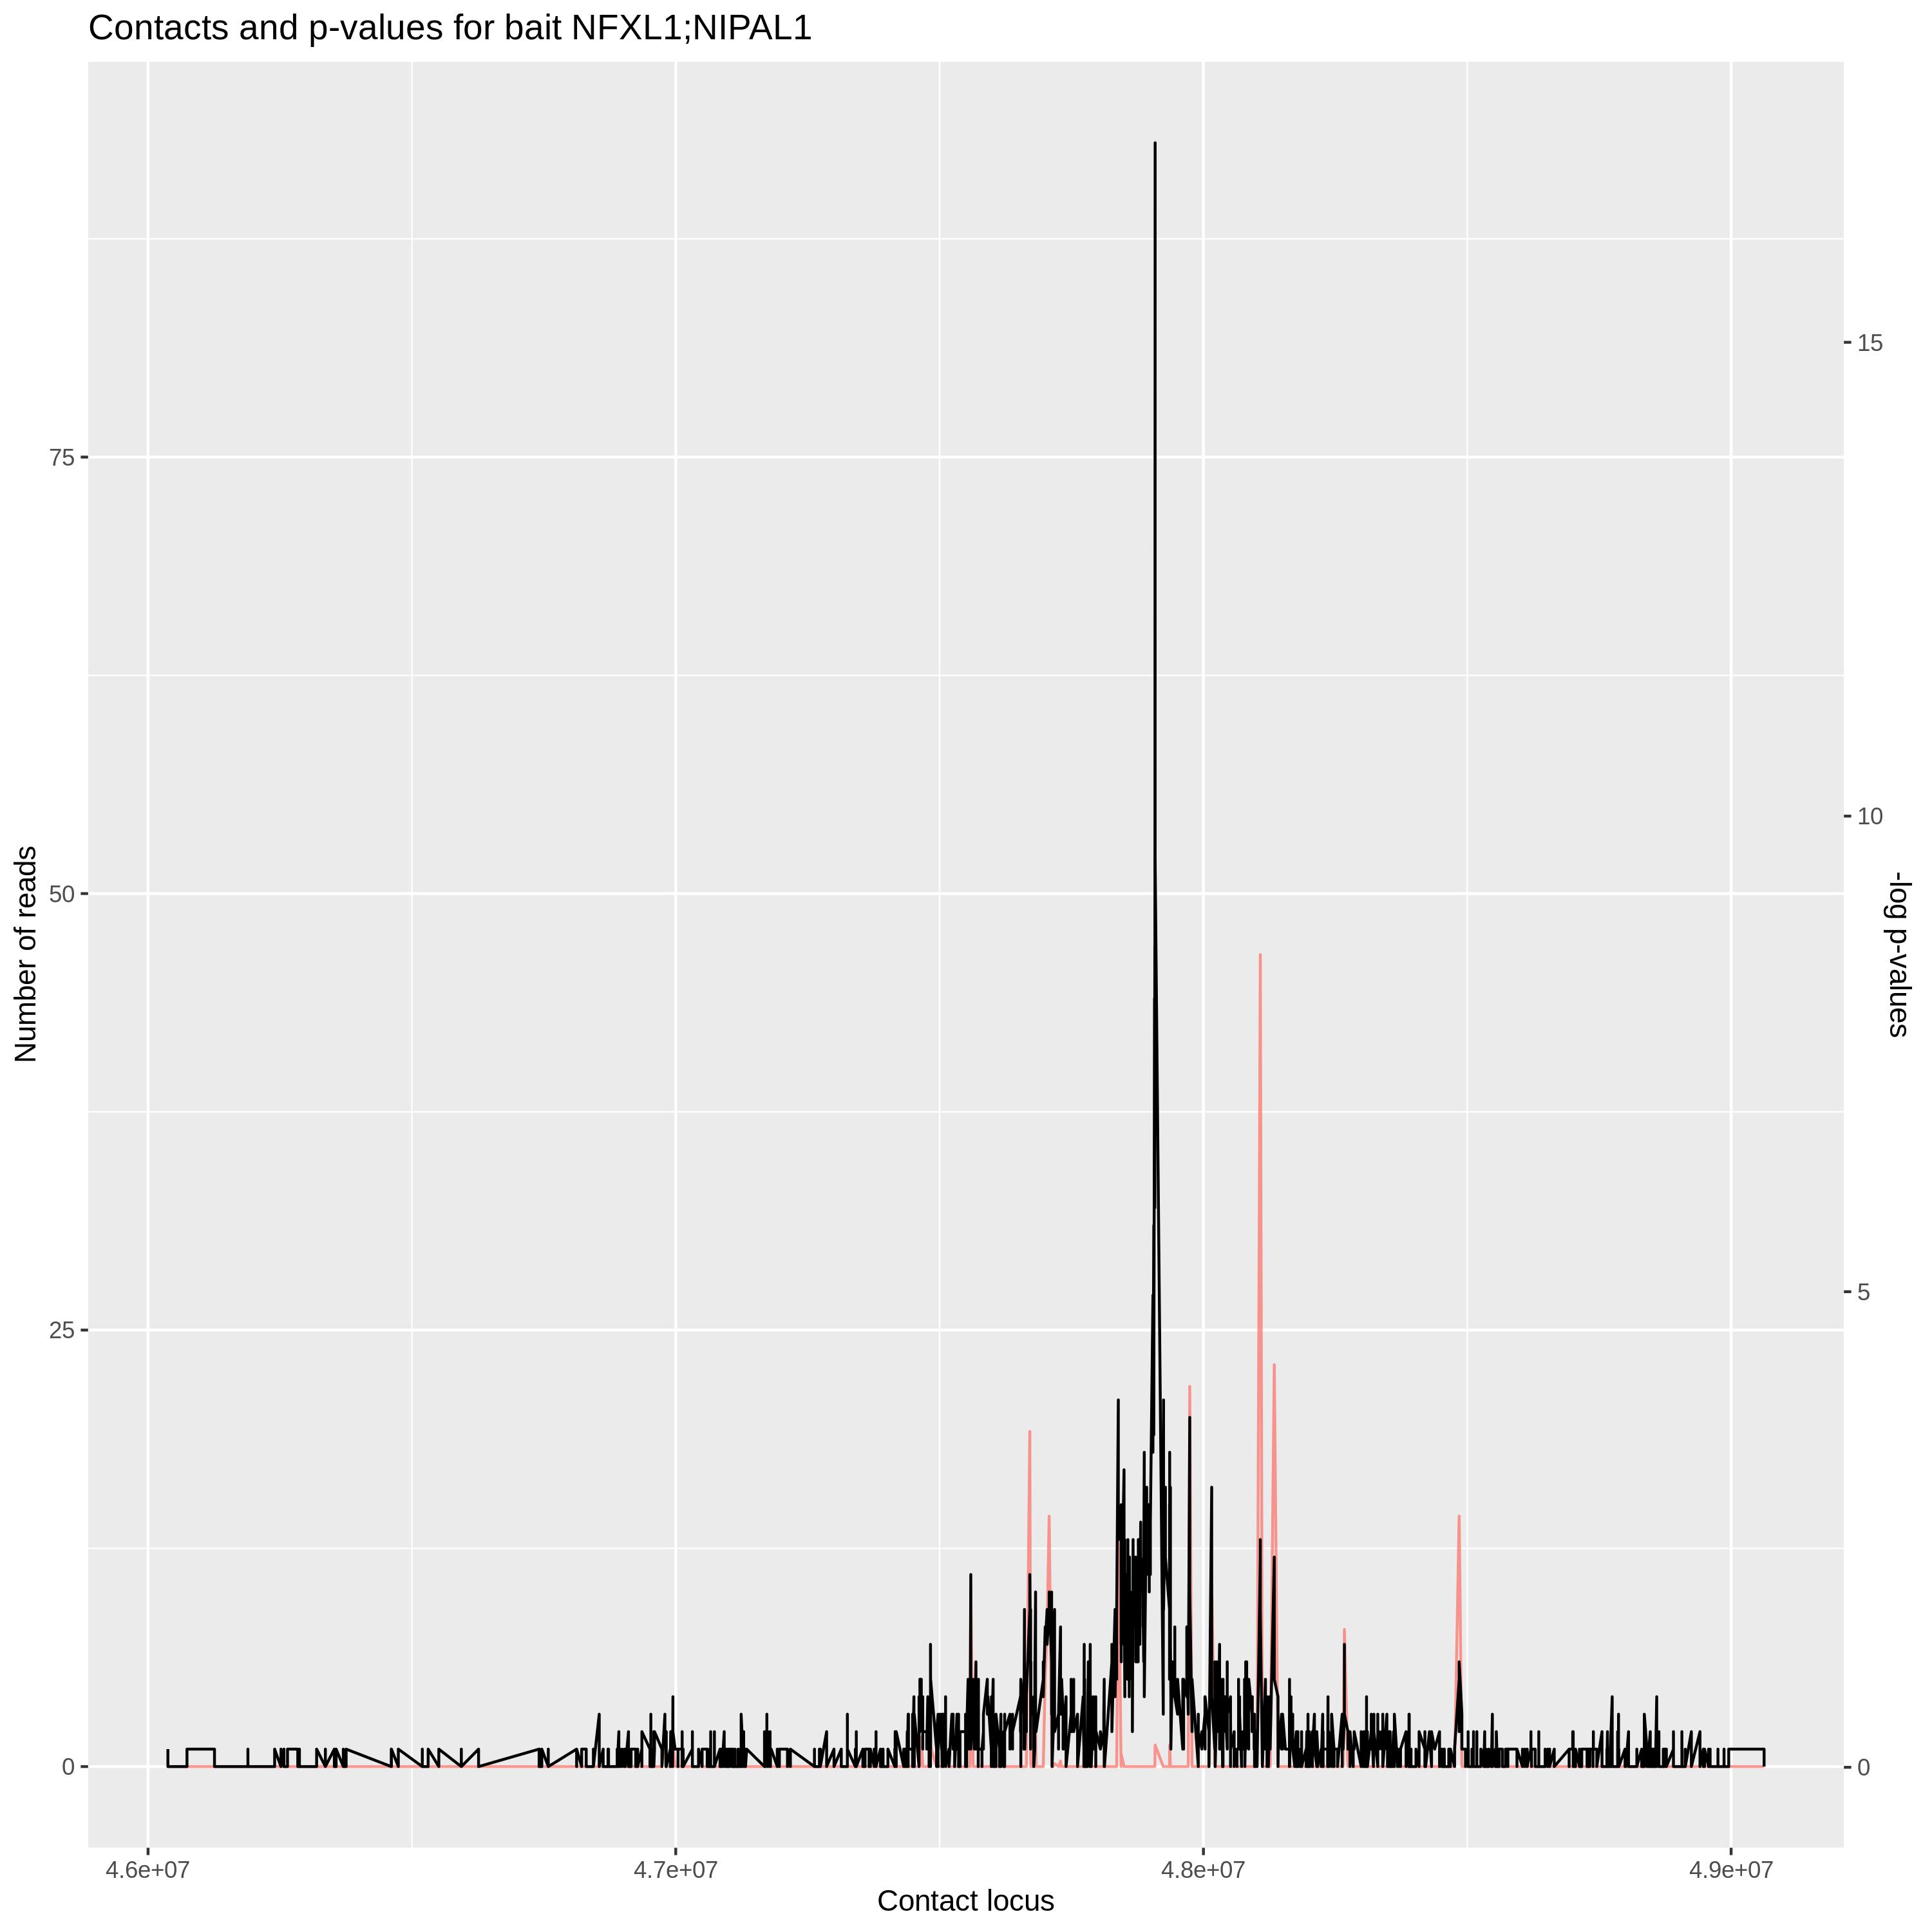 Contacts and p-values for bait NFXL1;NIPAL1
Number of reads
75
50
25
0
15
10
5
0
-log p-values
4.6e+07
4.7e+07
4.8e+07
4.9e+07
Contact locus